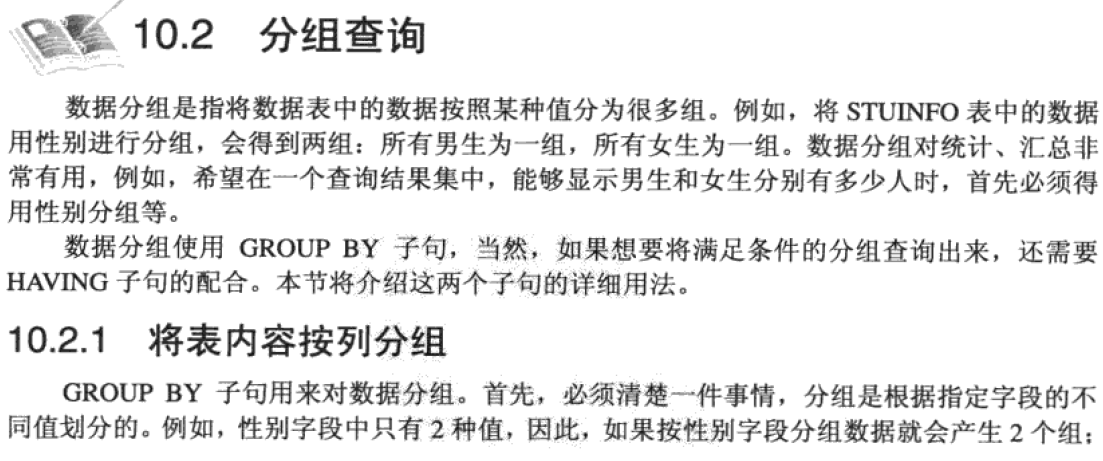 10.2 分组查询
数据分组是指将数据表中的数据按照某种值分为很多组。例如，将 STUINFO 表中的数据
用性别进行分组，会得到两组：所有男生为一组，所有女生为一组。数据分组对统计、汇总非
常有用，例如，希望在一个查询结果集中，能够显示男生和女生分别有多少人时，首先必须得
用性别分组等。
数据分组使用 GROUP BY 子句，当然，如果想要将满足条件的分组查询出来，还需要
HAVING 子句的配合。本节将介绍这两个子句的详细用法。
10.2.1 将表内容按列分组
GROUP BY 子句用来对数据分组。首先，必须清楚一件事情，分组是根据指定字段的不
同值划分的。例如，性别字段中只有 2 种值，因此，如果按性别字段分组数据就会产生 2 个组；